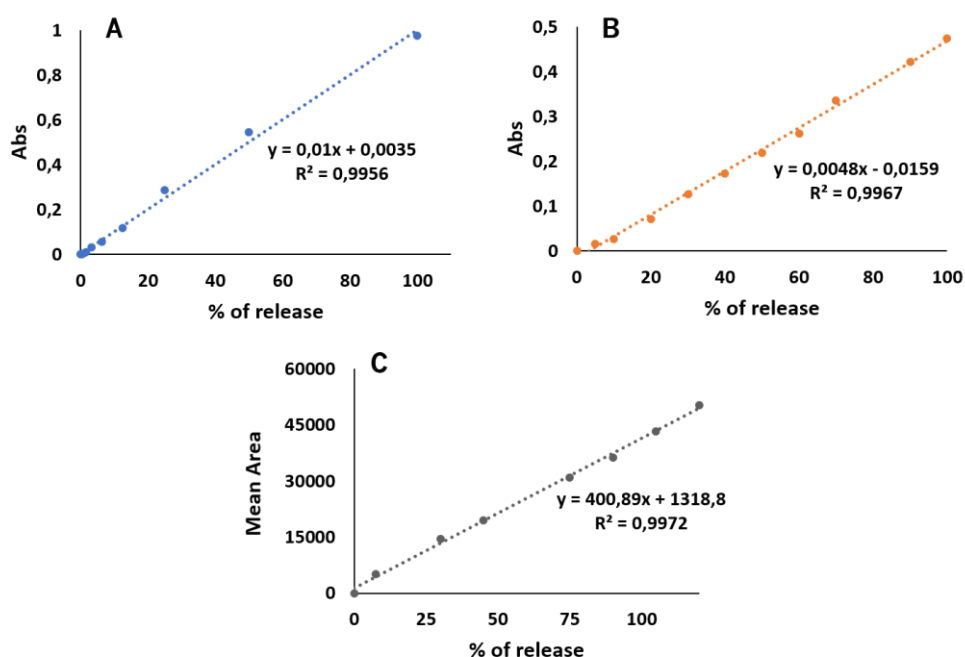 A
1
0,8
0,6
0,4
0,2
0
Abs
y = 0,01x + 0,0035
R² = 0,9956
0 20 40 60 80 100
% of release
B
0,5
0,4
0,3
0,2
0,1
0
Abs
y = 0,0048x - 0,0159
R² = 0,9967
0 20 40 60 80 100
% of release
C
60000
45000
30000
15000
0
Mean Area
y = 400,89x + 1318,8
R² = 0,9972
0 25 50 75 100
% of release